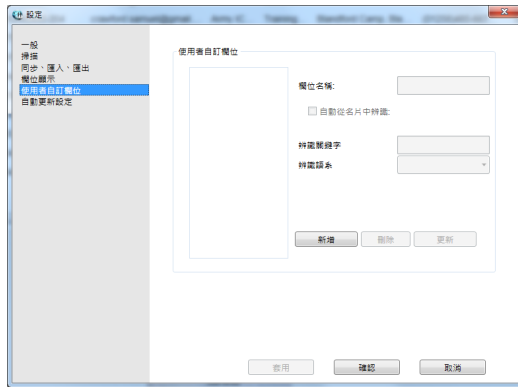 設定
一般
掃描
同步、匯入、匯出
欄位顯示
使用者自訂欄位
自動更新設定
使用者自訂欄位
欄位名稱:
自動從名片中辨識:
辨識關鍵字
辨識語系
新增 刪除 更新
套用 確認 取消